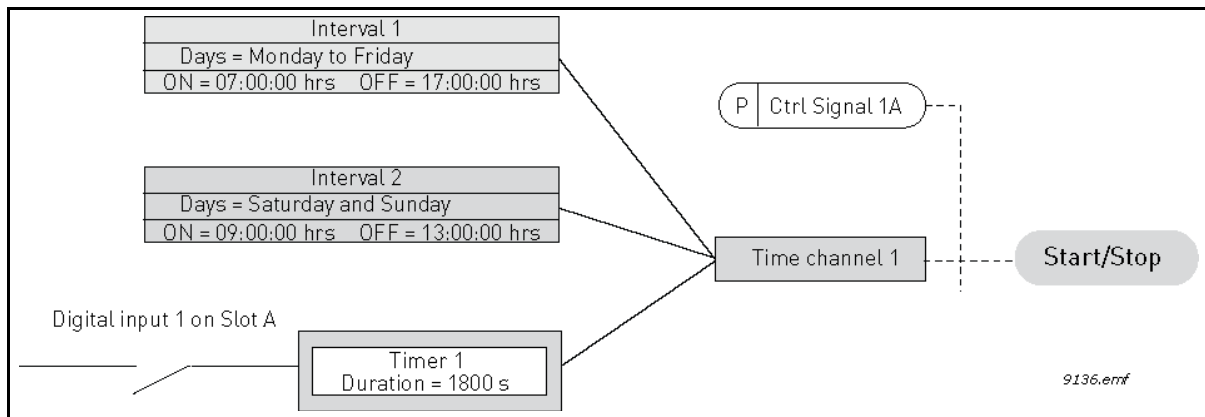 Interval 1
Days = Monday to Friday
ON = 07:00:00 hrs OFF = 17:00:00 hrs
P Ctrl Signal 1A
Interval 2
Days = Saturday and Sunday
ON = 09:00:00 hrs OFF = 13:00:00 hrs
Time channel 1
Start/Stop
Digital input 1 on Slot A
Timer 1
Duration = 1800 s
9136.emf